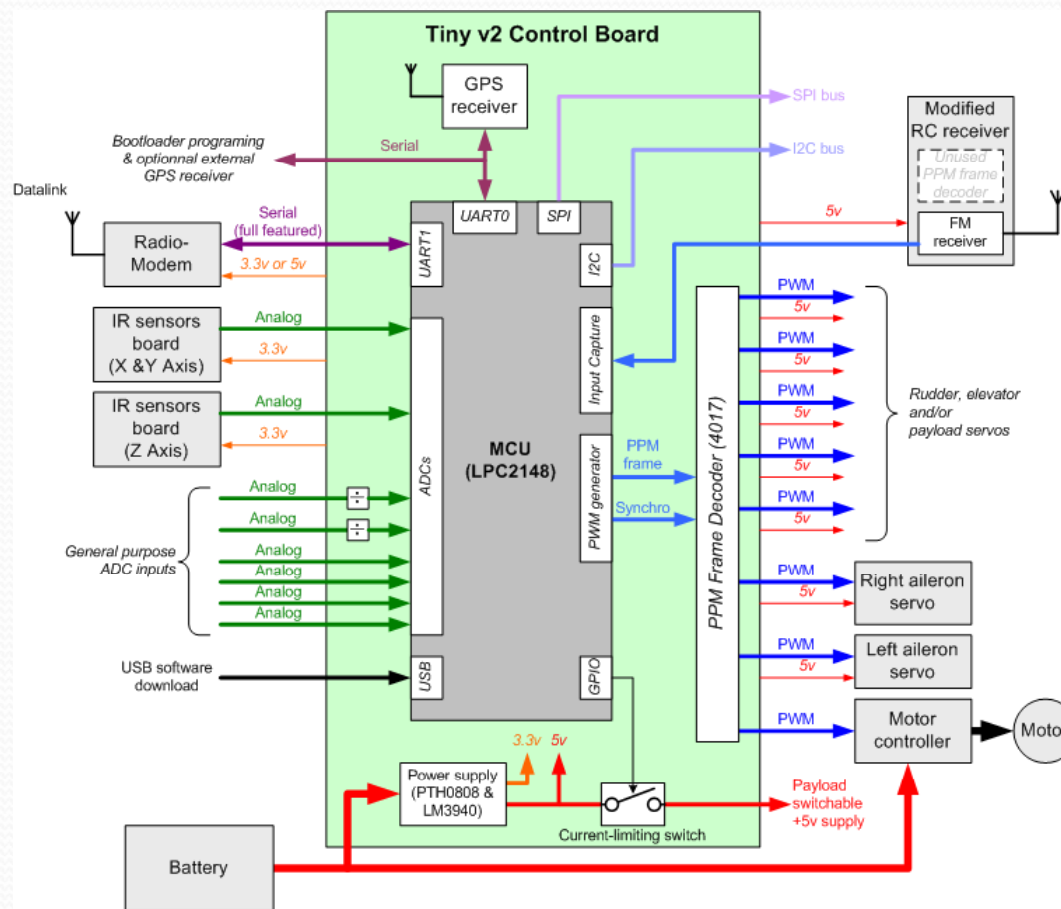 Tiny v2 Control Board
GPS
receiver
SPI bus
Modified
RC receiver
Unused
PPM frame
decoder
FM
receiver
I2C bus
Bootloader programing
& optionnal external
GPS receiver
Serial
Datalink
UART0
SPI
5v
Radio-
Modem
Serial
(full featured)
3.3v or 5v
UART1
I2C
IR sensors
board
(X &Y Axis)
Analog
3.3v
IR sensors
board
(Z Axis)
Analog
3.3v
ADCs
Input Capture
MCU
(LPC2148)
PWM generator
PPM
frame
Synchro
PPM Frame Decoder (4017)
PWM
5v
PWM
5v
PWM
5v
PWM
5v
PWM
5v
Rudder, elevator
and/or
payload servos
General purpose
ADC inputs
Analog
÷
Analog
÷
Analog
Analog
Analog
Analog
PWM
5v
Right aileron
servo
PWM
5v
Left aileron
servo
USB software
download
USB
GPIO
PWM
Motor
controller
Moto
3.3v
5v
Power supply
(PTH0808 &
LM3940)
Current-limiting switch
Payload
switchable
+5v supply
Battery